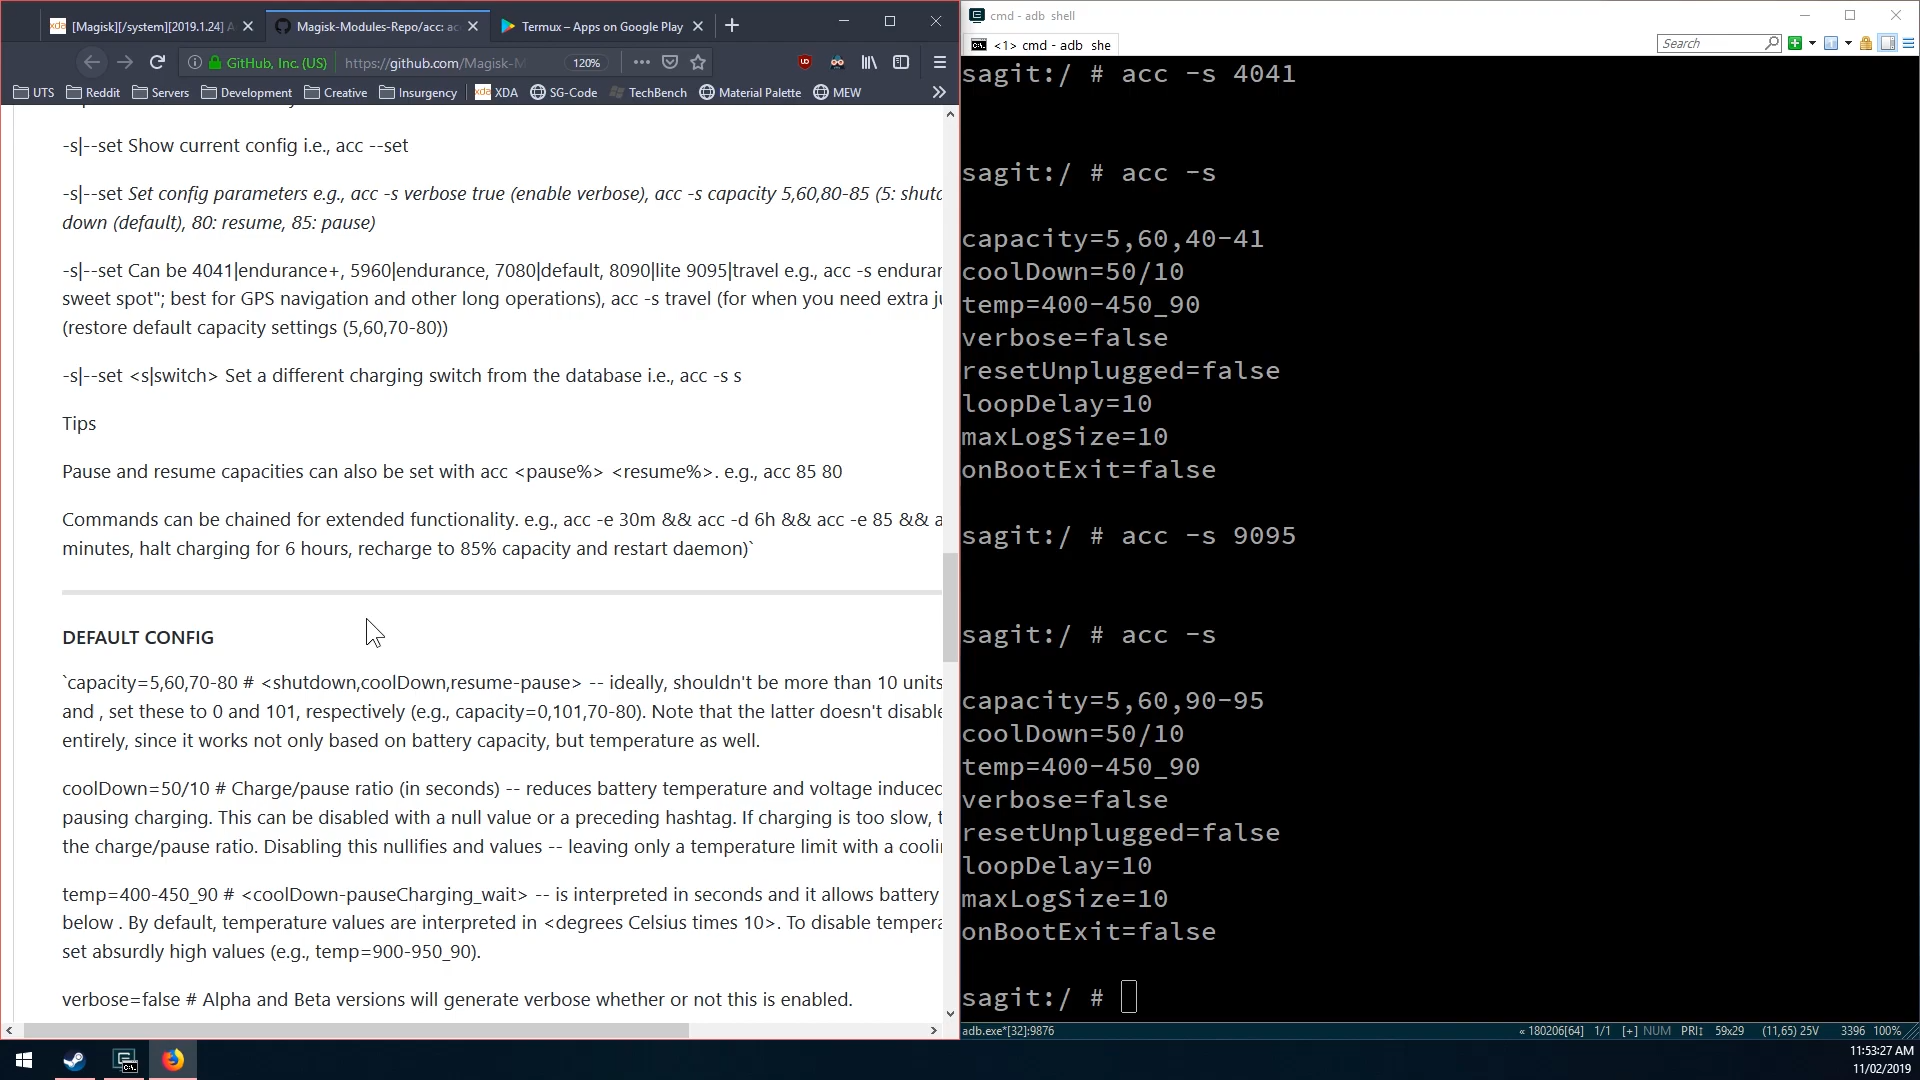 [Magisk][/system][2019.1.24] A
Magisk-Modules-Repo/acc: ac
Termux – Apps on Google Play
GitHub, Inc. (US)
https://github.com/Magisk-M
120%
UTS
Reddit
Servers
Development
Creative
Insurgency
XDA
SG-Code
TechBench
Material Palette
MEW
-s|--set Show current config i.e., acc --set
-s|--set Set config parameters e.g., acc -s verbose true (enable verbose), acc -s capacity 5,60,80-85 (5: shutd
down (default), 80: resume, 85: pause)
-s|--set Can be 4041|endurance+, 5960|endurance, 7080|default, 8090|lite 9095|travel e.g., acc -s enduran
sweet spot"; best for GPS navigation and other long operations), acc -s travel (for when you need extra ju
(restore default capacity settings (5,60,70-80))
-s|--set <s|switch> Set a different charging switch from the database i.e., acc -s s
Tips
Pause and resume capacities can also be set with acc <pause%> <resume%>. e.g., acc 85 80
Commands can be chained for extended functionality. e.g., acc -e 30m && acc -d 6h && acc -e 85 && a
minutes, halt charging for 6 hours, recharge to 85% capacity and restart daemon)`
DEFAULT CONFIG
`capacity=5,60,70-80 # <shutdown,coolDown,resume-pause> -- ideally, shouldn't be more than 10 units
and , set these to 0 and 101, respectively (e.g., capacity=0,101,70-80). Note that the latter doesn't disable
entirely, since it works not only based on battery capacity, but temperature as well.
coolDown=50/10 # Charge/pause ratio (in seconds) -- reduces battery temperature and voltage induced
pausing charging. This can be disabled with a null value or a preceding hashtag. If charging is too slow, t
the charge/pause ratio. Disabling this nullifies and values -- leaving only a temperature limit with a coolin
temp=400-450_90 # <coolDown-pauseCharging_wait> -- is interpreted in seconds and it allows battery
below . By default, temperature values are interpreted in <degrees Celsius times 10>. To disable tempera
set absurdly high values (e.g., temp=900-950_90).
verbose=false # Alpha and Beta versions will generate verbose whether or not this is enabled.
cmd - adb shell
<1> cmd - adb she
Search
sagit:/ # acc -s 4041
sagit:/ # acc -s
capacity=5,60,40-41
coolDown=50/10
temp=400-450_90
verbose=false
resetUnplugged=false
loopDelay=10
maxLogSize=10
onBootExit=false
sagit:/ # acc -s 9095
sagit:/ # acc -s
capacity=5,60,90-95
coolDown=50/10
temp=400-450_90
verbose=false
resetUnplugged=false
loopDelay=10
maxLogSize=10
onBootExit=false
sagit:/ #
adb.exe*[32]:9876
« 180206[64] 1/1 [+] NUM PRI↕ 59x29 (11,65) 25V 3396 100%
11:53:27 AM
11/02/2019